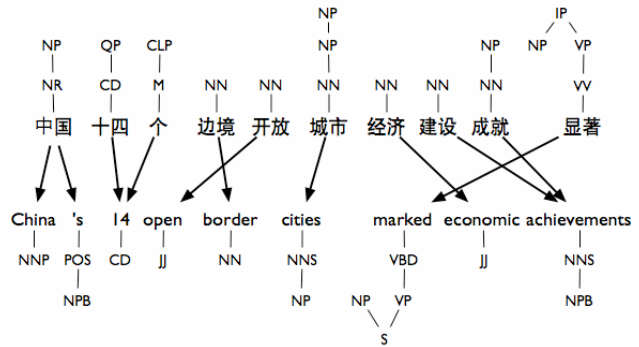 NP IP
NP QP CLP NP NP NP VP
NR CD M NN NN NN NN NN NN VV
中国 十四 个 边境 开放 城市 经济 建设 成就 显著
China 's 14 open border cities marked economic achievements
NNP POS CD JJ NN NNS VBD JJ NNS
NPB NP NP VP NPB
S